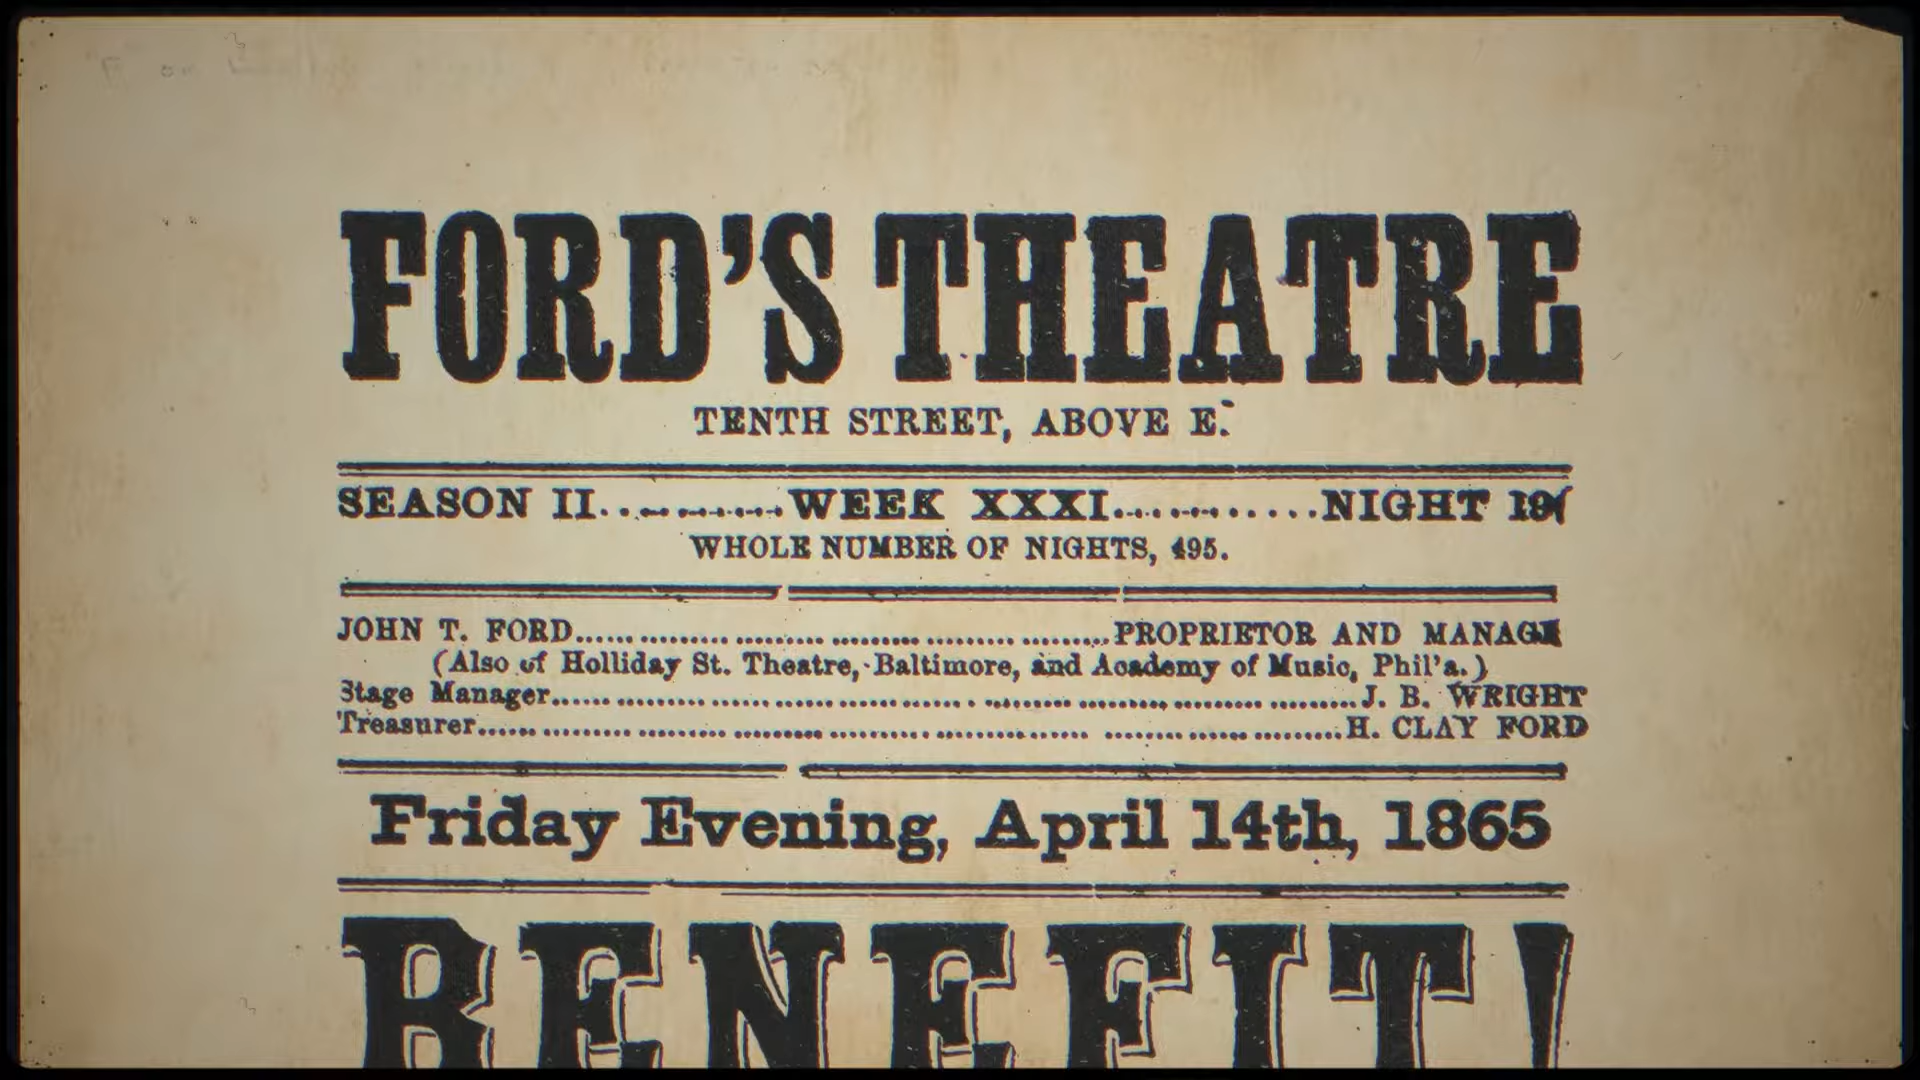 FORD'S THEATRE
TENTH STREET, ABOVE E.
SEASON II............WEEK XXXI............NIGHT
WHOLE NUMBER OF NIGHTS, 495.
JOHN T. FORD..................................................PROPRIETOR AND
(Also of Holliday St. Theatre, Baltimore, and Academy of Music, Phil'a.)
Stage Manager..................................................J. B. WRIGHT
Treasurer..................................................H. CLAY FORD
Friday Evening, April 14th, 1865
BENEFIT!